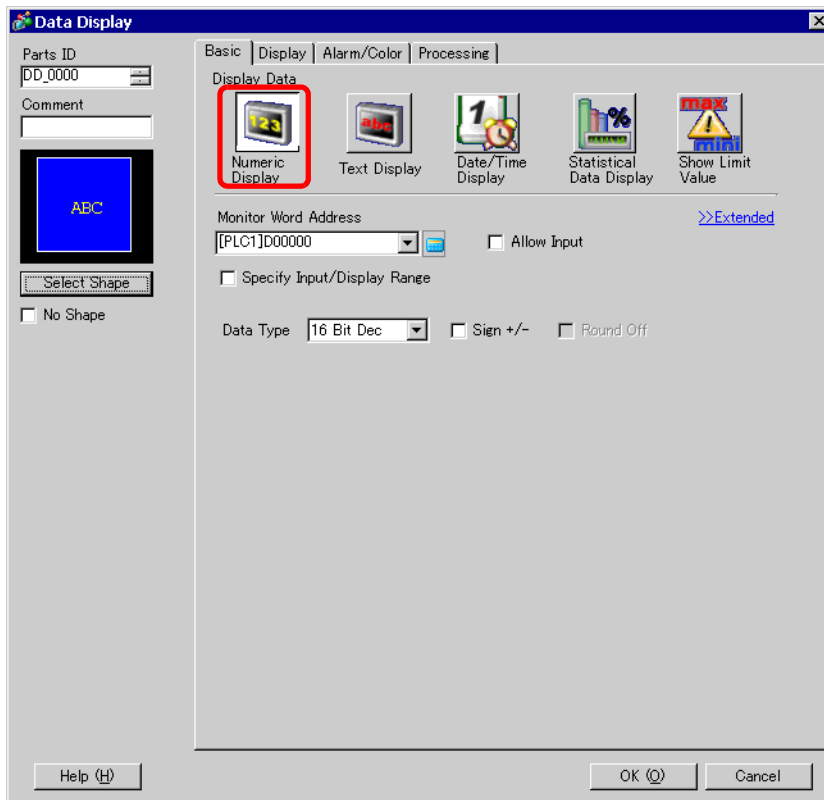 Data Display
Parts ID
DD_0000
Comment
ABC
Select Shape
No Shape
Basic Display Alarm/Color Processing
Display Data
123
Numeric
Display
abc
Text Display
1
Date/Time
Display
%
Statistical
Data Display
max
mini
Show Limit
Value
Monitor Word Address
>>Extended
[PLC1]D00000
Allow Input
Specify Input/Display Range
Data Type 16 Bit Dec Sign +/- Round Off
Help (H)
OK (O)
Cancel